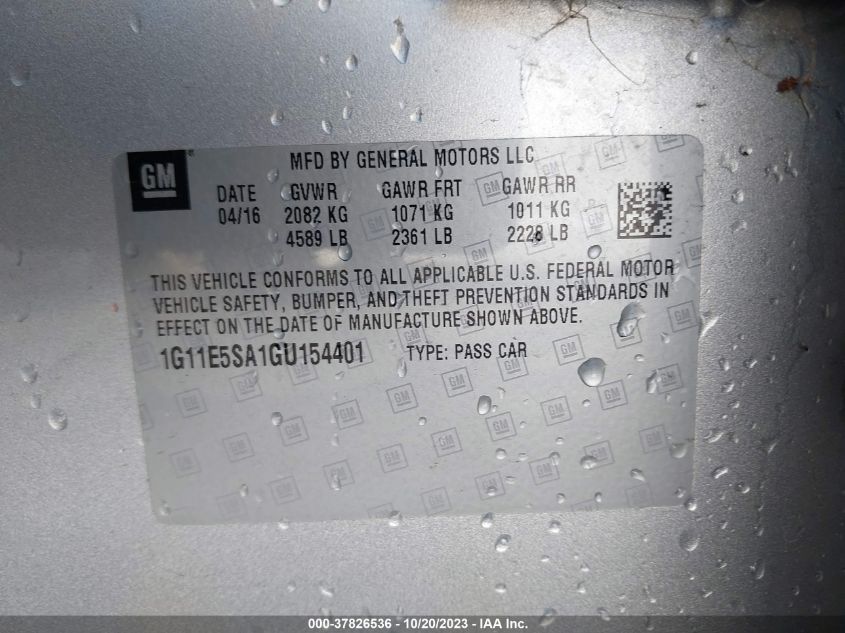 GM
MFD BY GENERAL MOTORS LLC
DATE GVWR GAWR FRT GAWR RR
04/16 2082 KG 1071 KG 1011 KG
4589 LB 2361 LB 2228 LB
THIS VEHICLE CONFORMS TO ALL APPLICABLE U.S. FEDERAL MOTOR
VEHICLE SAFETY, BUMPER, AND THEFT PREVENTION STANDARDS IN
EFFECT ON THE DATE OF MANUFACTURE SHOWN ABOVE.
1G11E5SA1GU154401 TYPE: PASS CAR
000-37826536 - 10/20/2023 - IAA Inc.